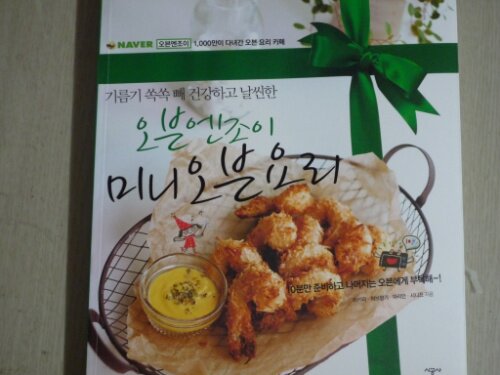 NAVER 오븐엔조이 1,000만이 다녀간 오븐 요리 카페
기름기 쏙쏙 빼 건강하고 날씬한
오븐엔조이
미니오븐요리
10분만 준비하고 나머지는 오븐에게 부탁해~!
시공사